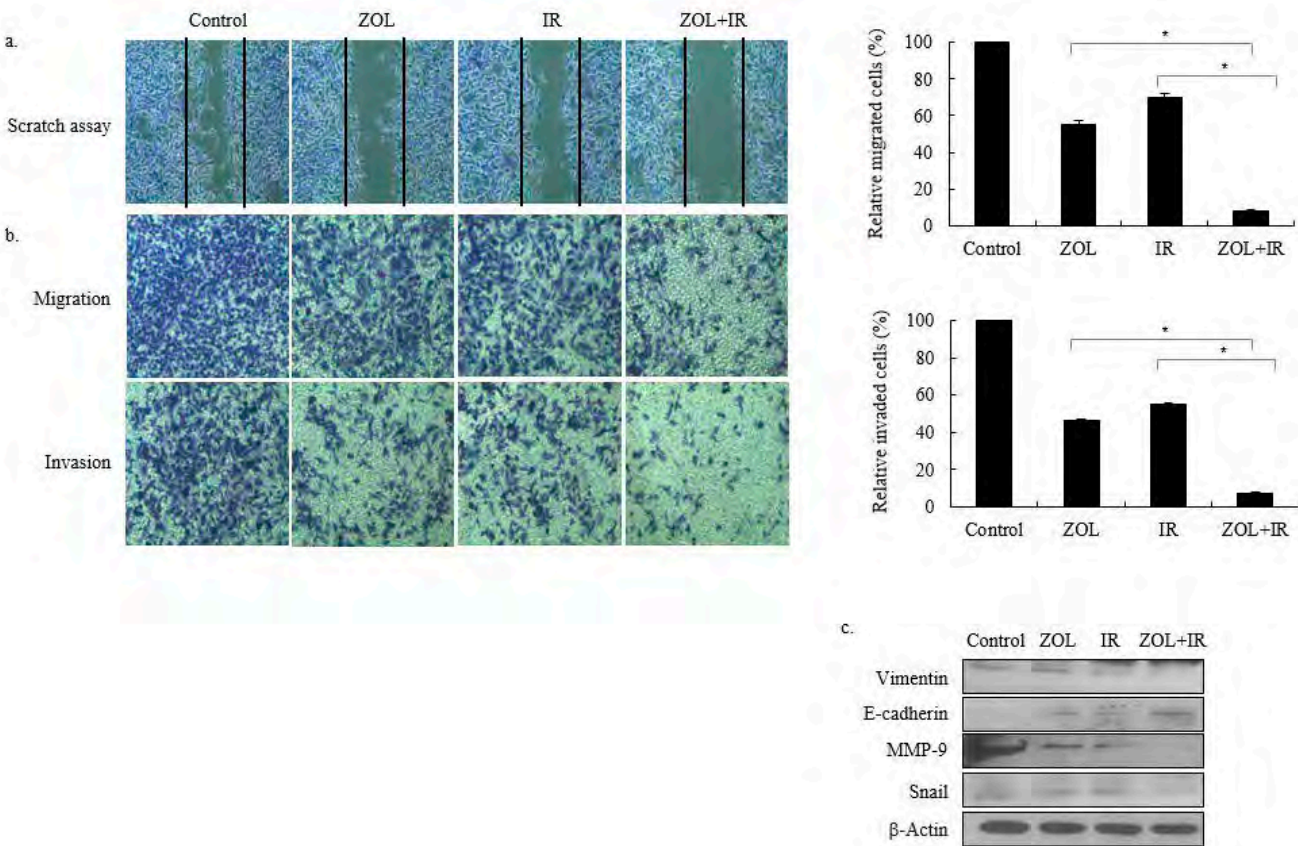 Control ZOL IR ZOL+IR
a.
Scratch assay
b.
Migration
Invasion
Relative migrated cells (%)
100
80
60
40
20
0
*
*
Control ZOL IR ZOL+IR
Relative invaded cells (%)
100
80
60
40
20
0
*
*
Control ZOL IR ZOL+IR
c.
Control ZOL IR ZOL+IR
Vimentin
E-cadherin
MMP-9
Snail
β-Actin